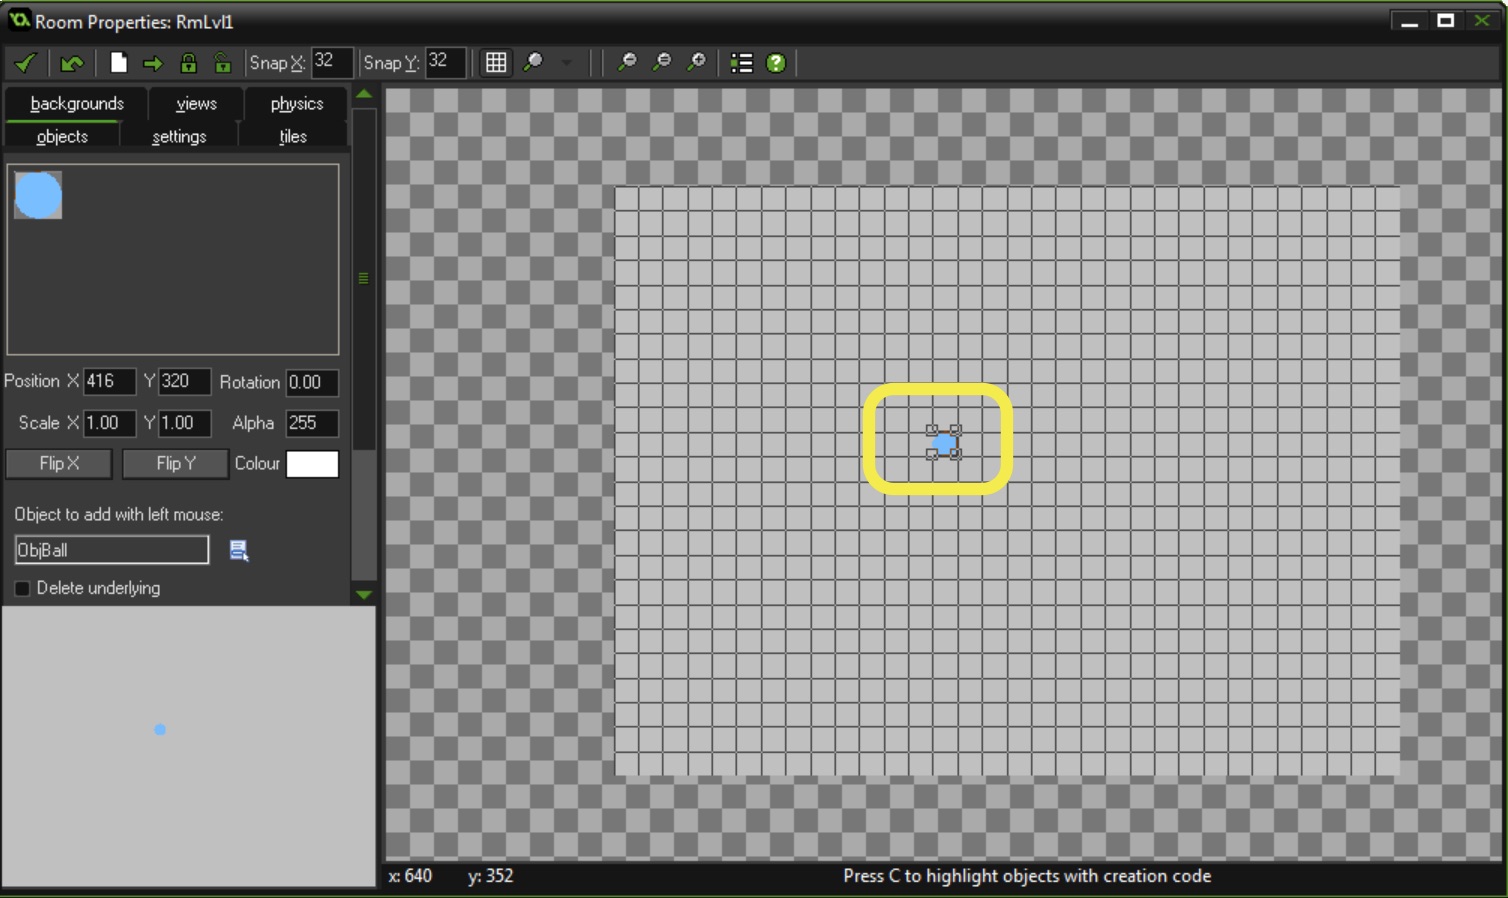 Room Properties: RmLvl1
Snap X: 32 Snap Y: 32
backgrounds views physics
objects settings tiles
Position X 416 Y 320 Rotation 0.00
Scale X 1.00 Y 1.00 Alpha 255
Flip X Flip Y Colour
Object to add with left mouse:
ObjBall
Delete underlying
x: 640 y: 352 Press C to highlight objects with creation code